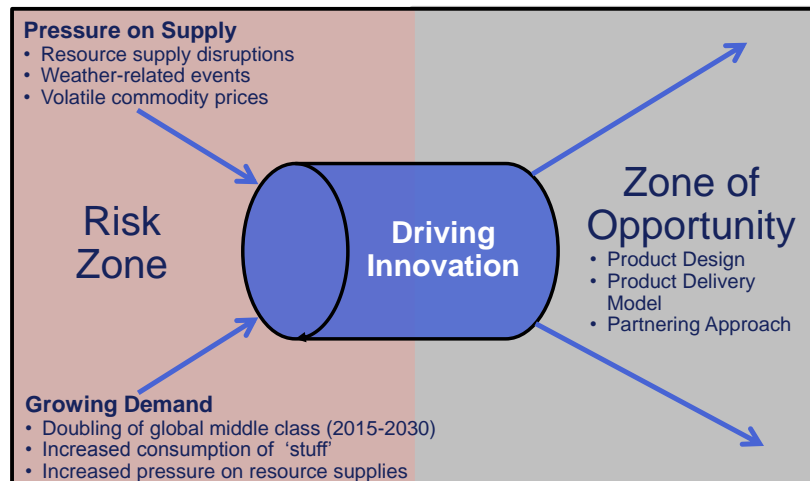 Pressure on Supply
• Resource supply disruptions
• Weather-related events
• Volatile commodity prices
Risk
Zone
Driving
Innovation
Zone of
Opportunity
• Product Design
• Product Delivery
Model
• Partnering Approach
Growing Demand
• Doubling of global middle class (2015-2030)
• Increased consumption of ‘stuff’
• Increased pressure on resource supplies